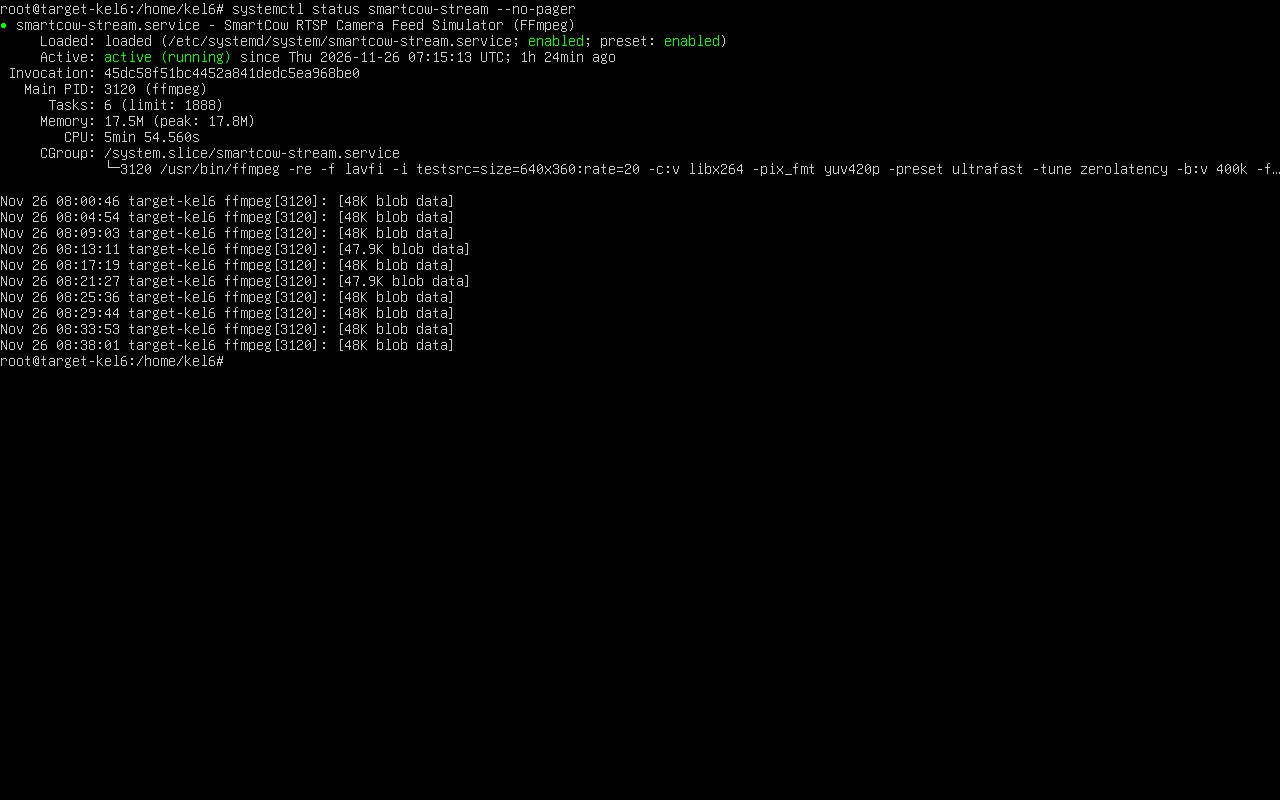 root@target-kel6:/home/kel6# systemctl status smartcow-stream --no-pager
● smartcow-stream.service - SmartCow RTSP Camera Feed Simulator (FFmpeg)
     Loaded: loaded (/etc/systemd/system/smartcow-stream.service; enabled; preset: enabled)
     Active: active (running) since Thu 2026-11-26 07:15:13 UTC; 1h 24min ago
 Invocation: 45dc58f51bc4452a841dedc5ea968be0
   Main PID: 3120 (ffmpeg)
      Tasks: 6 (limit: 1888)
     Memory: 17.5M (peak: 17.8M)
        CPU: 5min 54.560s
     CGroup: /system.slice/smartcow-stream.service
             └─3120 /usr/bin/ffmpeg -re -f lavfi -i testsrc=size=640x360:rate=20 -c:v libx264 -pix_fmt yuv420p -preset ultrafast -tune zerolatency -b:v 400k -f…

Nov 26 08:00:46 target-kel6 ffmpeg[3120]: [48K blob data]
Nov 26 08:04:54 target-kel6 ffmpeg[3120]: [48K blob data]
Nov 26 08:09:03 target-kel6 ffmpeg[3120]: [48K blob data]
Nov 26 08:13:11 target-kel6 ffmpeg[3120]: [47.9K blob data]
Nov 26 08:17:19 target-kel6 ffmpeg[3120]: [48K blob data]
Nov 26 08:21:27 target-kel6 ffmpeg[3120]: [47.9K blob data]
Nov 26 08:25:36 target-kel6 ffmpeg[3120]: [48K blob data]
Nov 26 08:29:44 target-kel6 ffmpeg[3120]: [48K blob data]
Nov 26 08:33:53 target-kel6 ffmpeg[3120]: [48K blob data]
Nov 26 08:38:01 target-kel6 ffmpeg[3120]: [48K blob data]
root@target-kel6:/home/kel6#